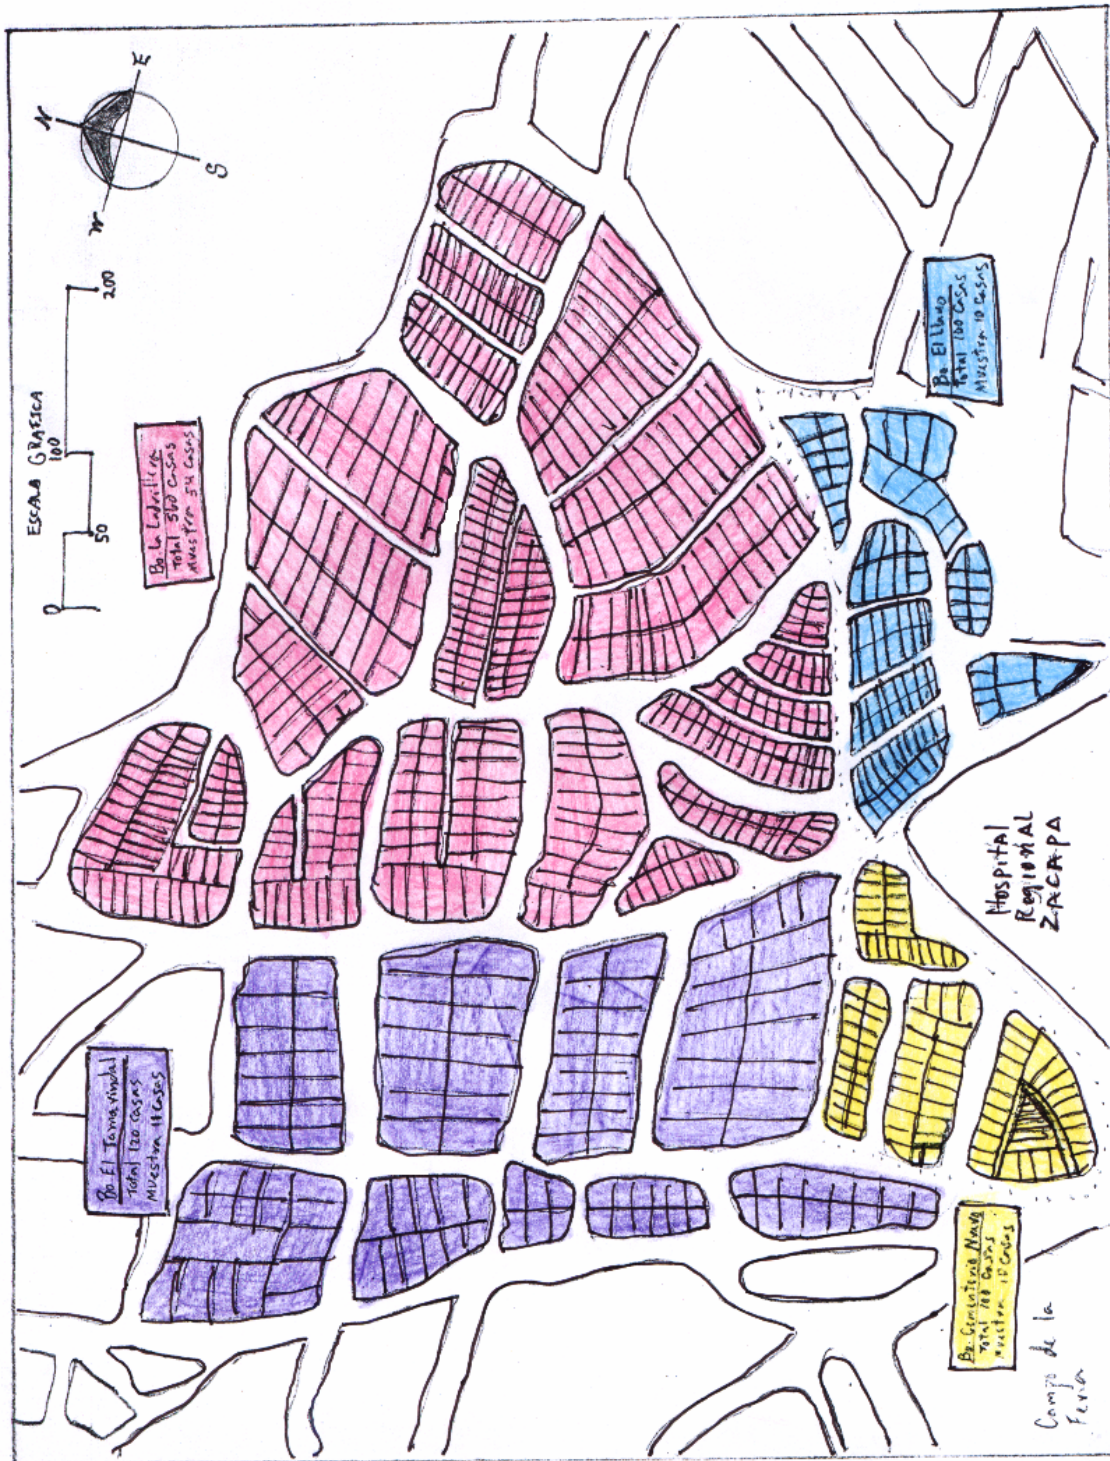 N
E
S
W
ESCALA GRAFICA
0
50
100
200
Bo La Ladrillera
Total 560 Casas
Muestra 54 Casas
Bo. El Llano
Total 100 Casas
Muestra 10 Casas
Bo. El Tamarindal
Total 120 Casas
Muestra 11 Casas
Hospital
Regional
ZACAPA
Bo. Cementerio Nuevo
Total 100 Casas
Muestra 10 Casas
Campo de la
Feria